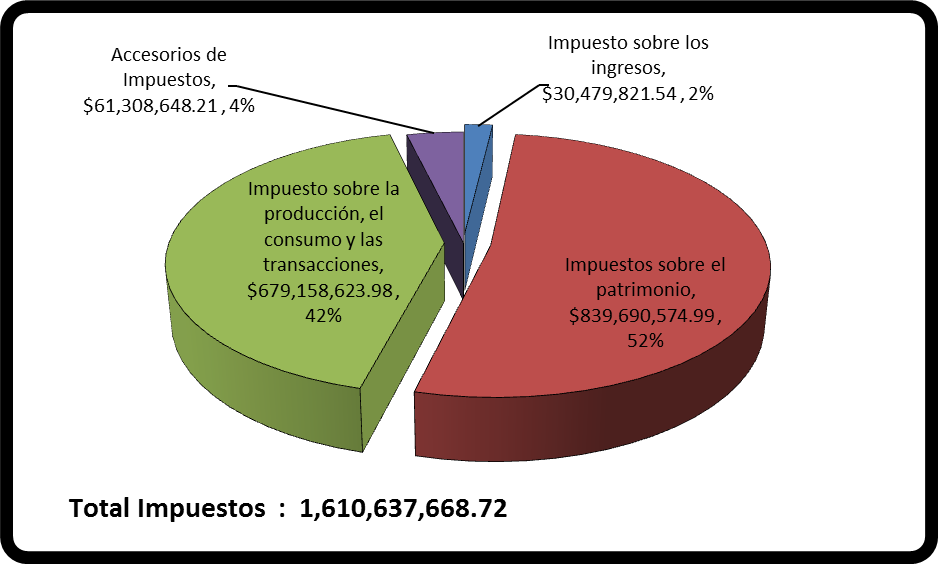 Accesorios de
Impuestos,
$61,308,648.21 , 4%
Impuesto sobre los
ingresos,
$30,479,821.54 , 2%
Impuesto sobre la
producción, el
consumo y las
transacciones,
$679,158,623.98 ,
42%
Impuestos sobre el
patrimonio,
$839,690,574.99 ,
52%
Total Impuestos : 1,610,637,668.72